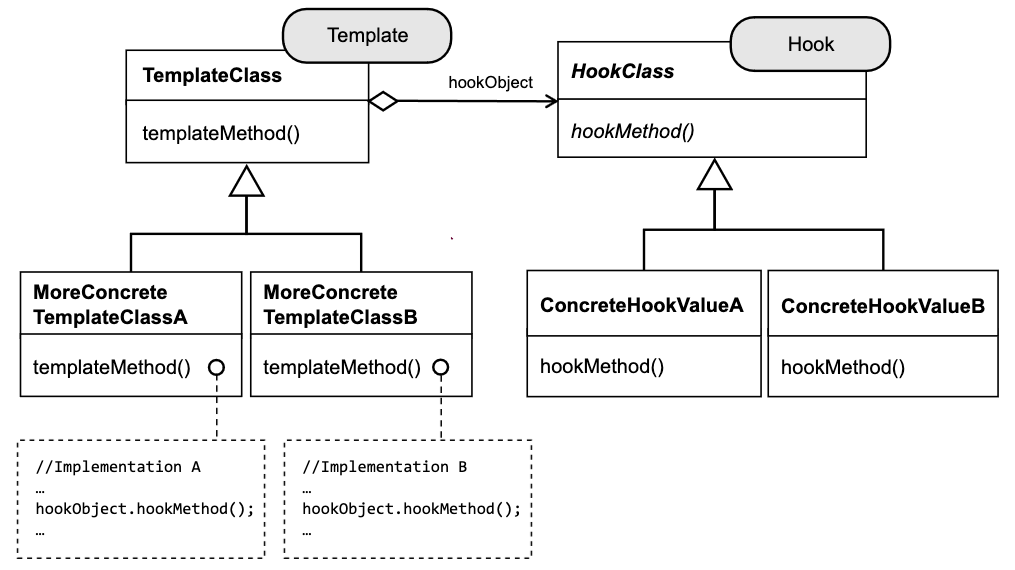 Template
Hook
TemplateClass
hookObject
HookClass
templateMethod()
hookMethod()
MoreConcrete
TemplateClassA
MoreConcrete
TemplateClassB
ConcreteHookValueA
ConcreteHookValueB
templateMethod()
templateMethod()
hookMethod()
hookMethod()
//Implementation A
…
hookObject.hookMethod();
…
//Implementation B
…
hookObject.hookMethod();
…